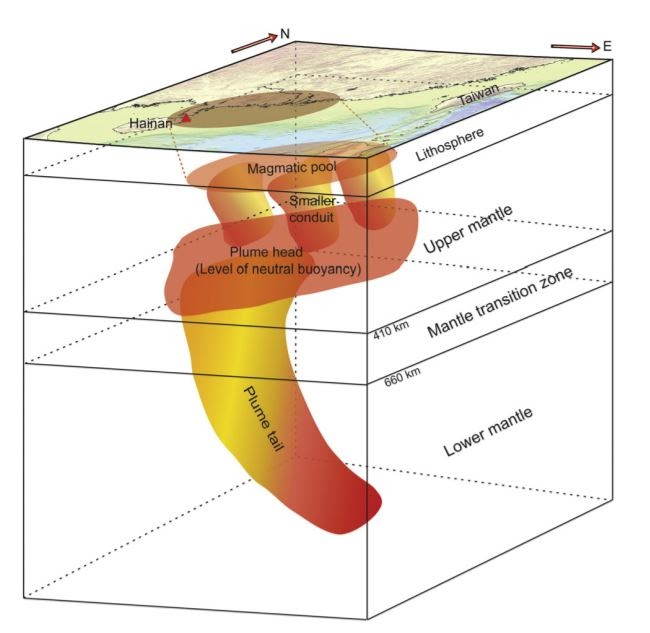 N
E
Taiwan
Hainan
Lithosphere
Magmatic pool
Smaller
conduit
Upper mantle
Plume head
(Level of neutral buoyancy)
Mantle transition zone
410 km
660 km
Plume tail
Lower mantle